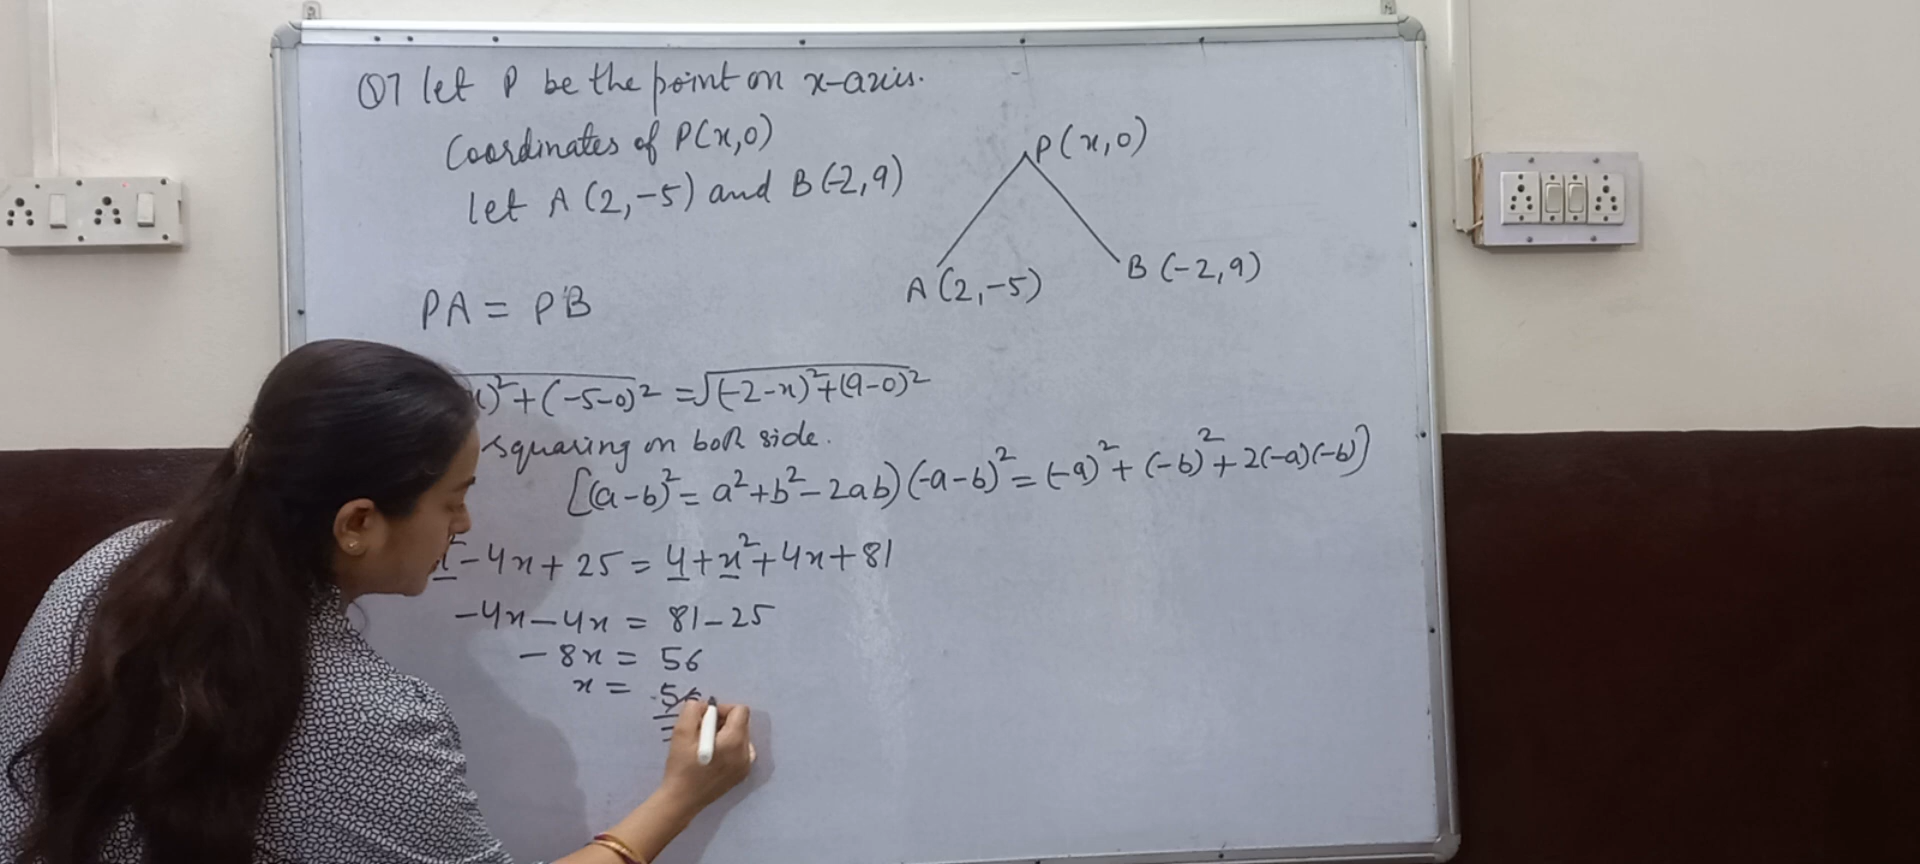 Q7 let P be the point on x-axis.
Coordinates of P(x,0)
let A (2,-5) and B(-2,9)
P(x,0)
A (2,-5)
B (-2,9)
PA = PB
x)²+(-5-0)² = √(-2-x)²+(9-0)²
squaring on both side.
[(a-b)² = a²+b²-2ab) (-a-b)² = (-a)²+(-b)²+2(-a)(-b)]
x²-4x+25 = 4+x²+4x+81
-4x-4x = 81-25
-8x = 56
x = 56